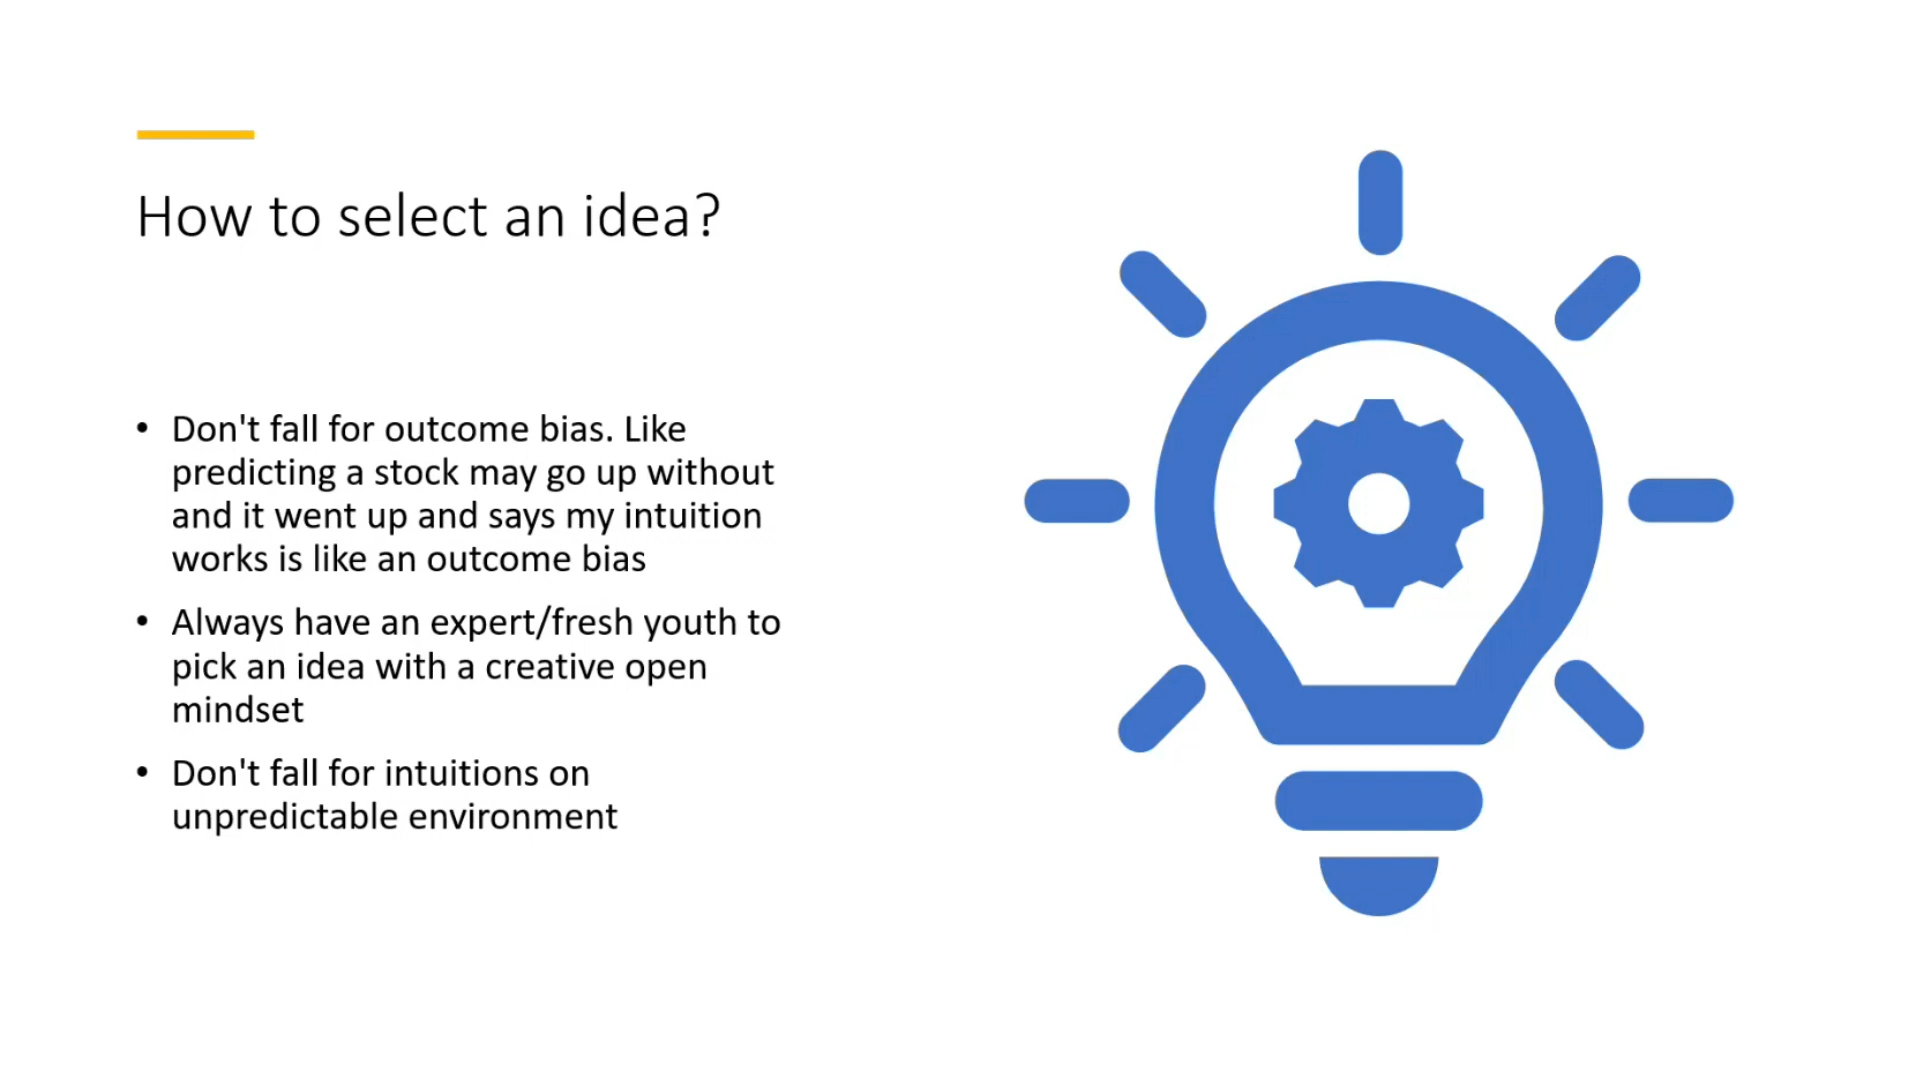 How to select an idea?
• Don't fall for outcome bias. Like
predicting a stock may go up without
and it went up and says my intuition
works is like an outcome bias
• Always have an expert/fresh youth to
pick an idea with a creative open
mindset
• Don't fall for intuitions on
unpredictable environment